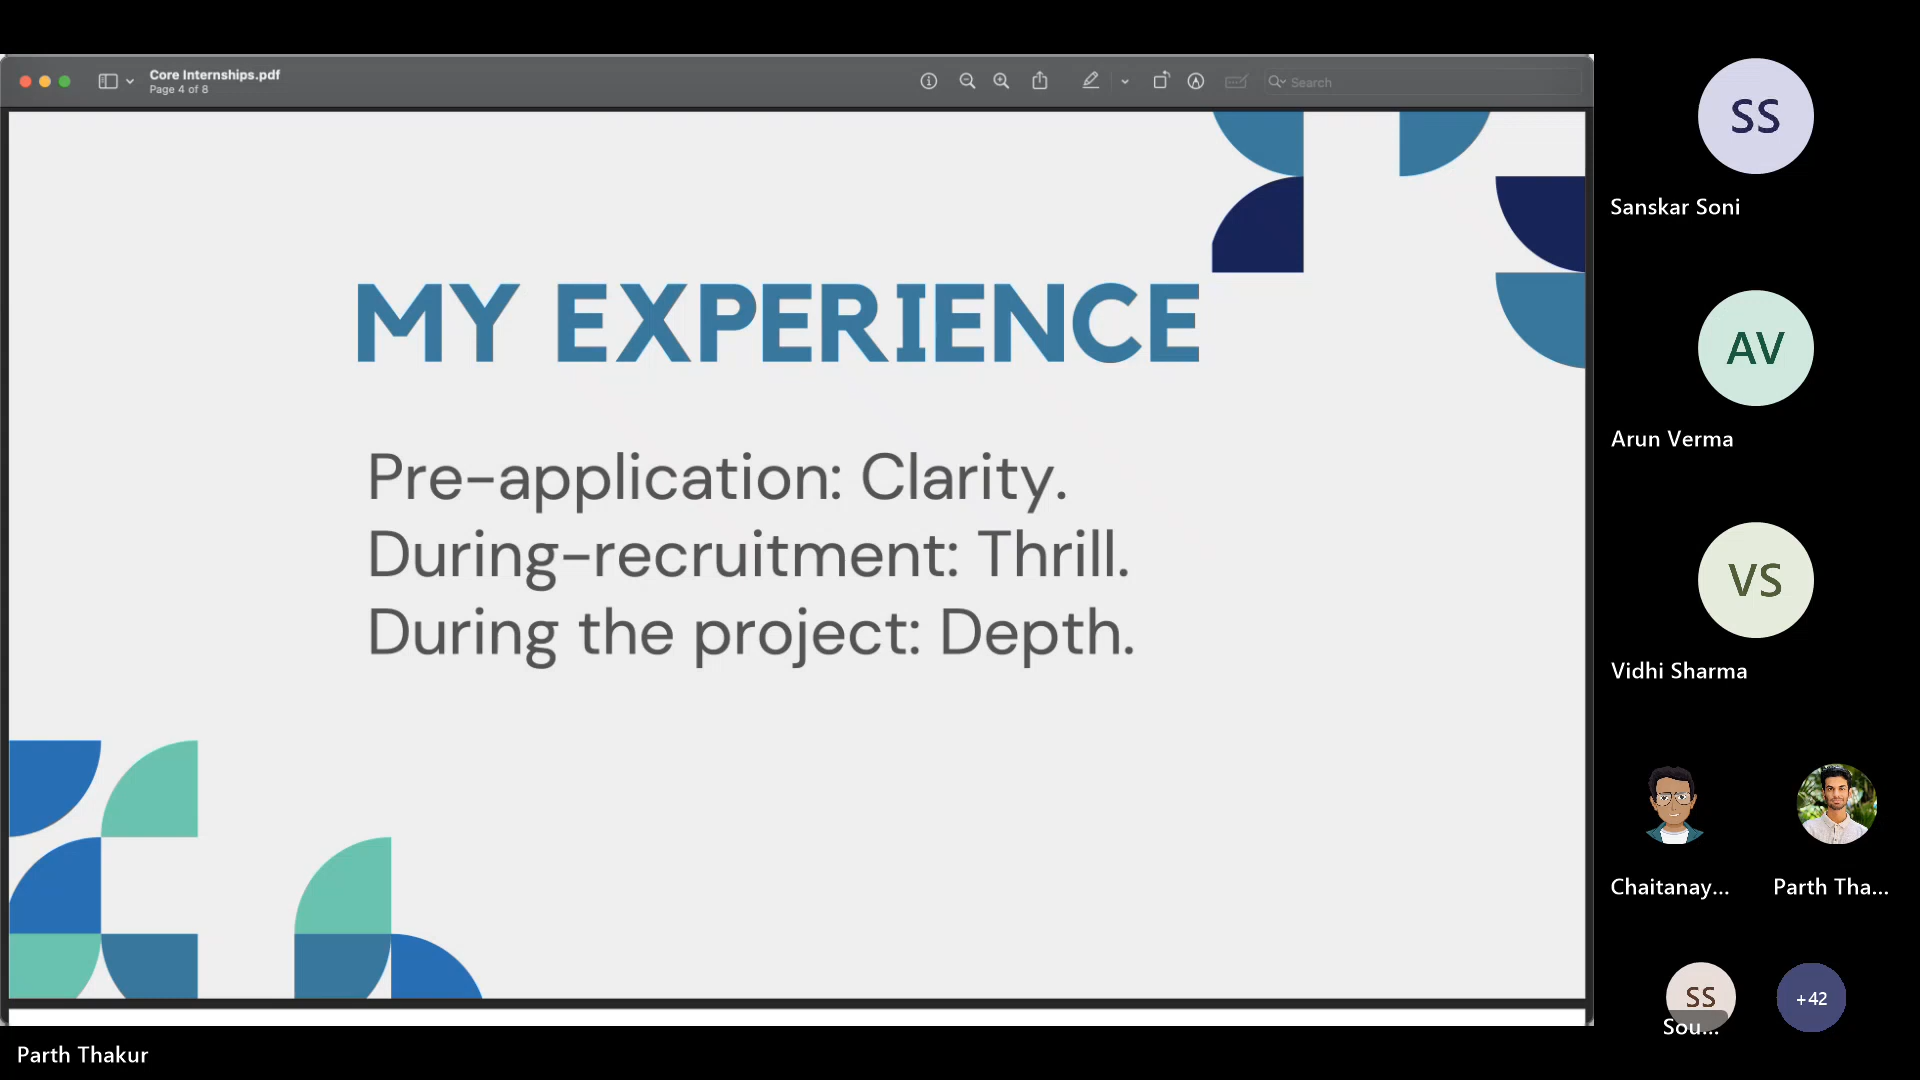 Core Internships.pdf
Page 4 of 8
Search
MY EXPERIENCE
Pre-application: Clarity.
During-recruitment: Thrill.
During the project: Depth.
SS
Sanskar Soni
AV
Arun Verma
VS
Vidhi Sharma
Chaitanay...
Parth Tha...
SS
Sou...
+42
Parth Thakur